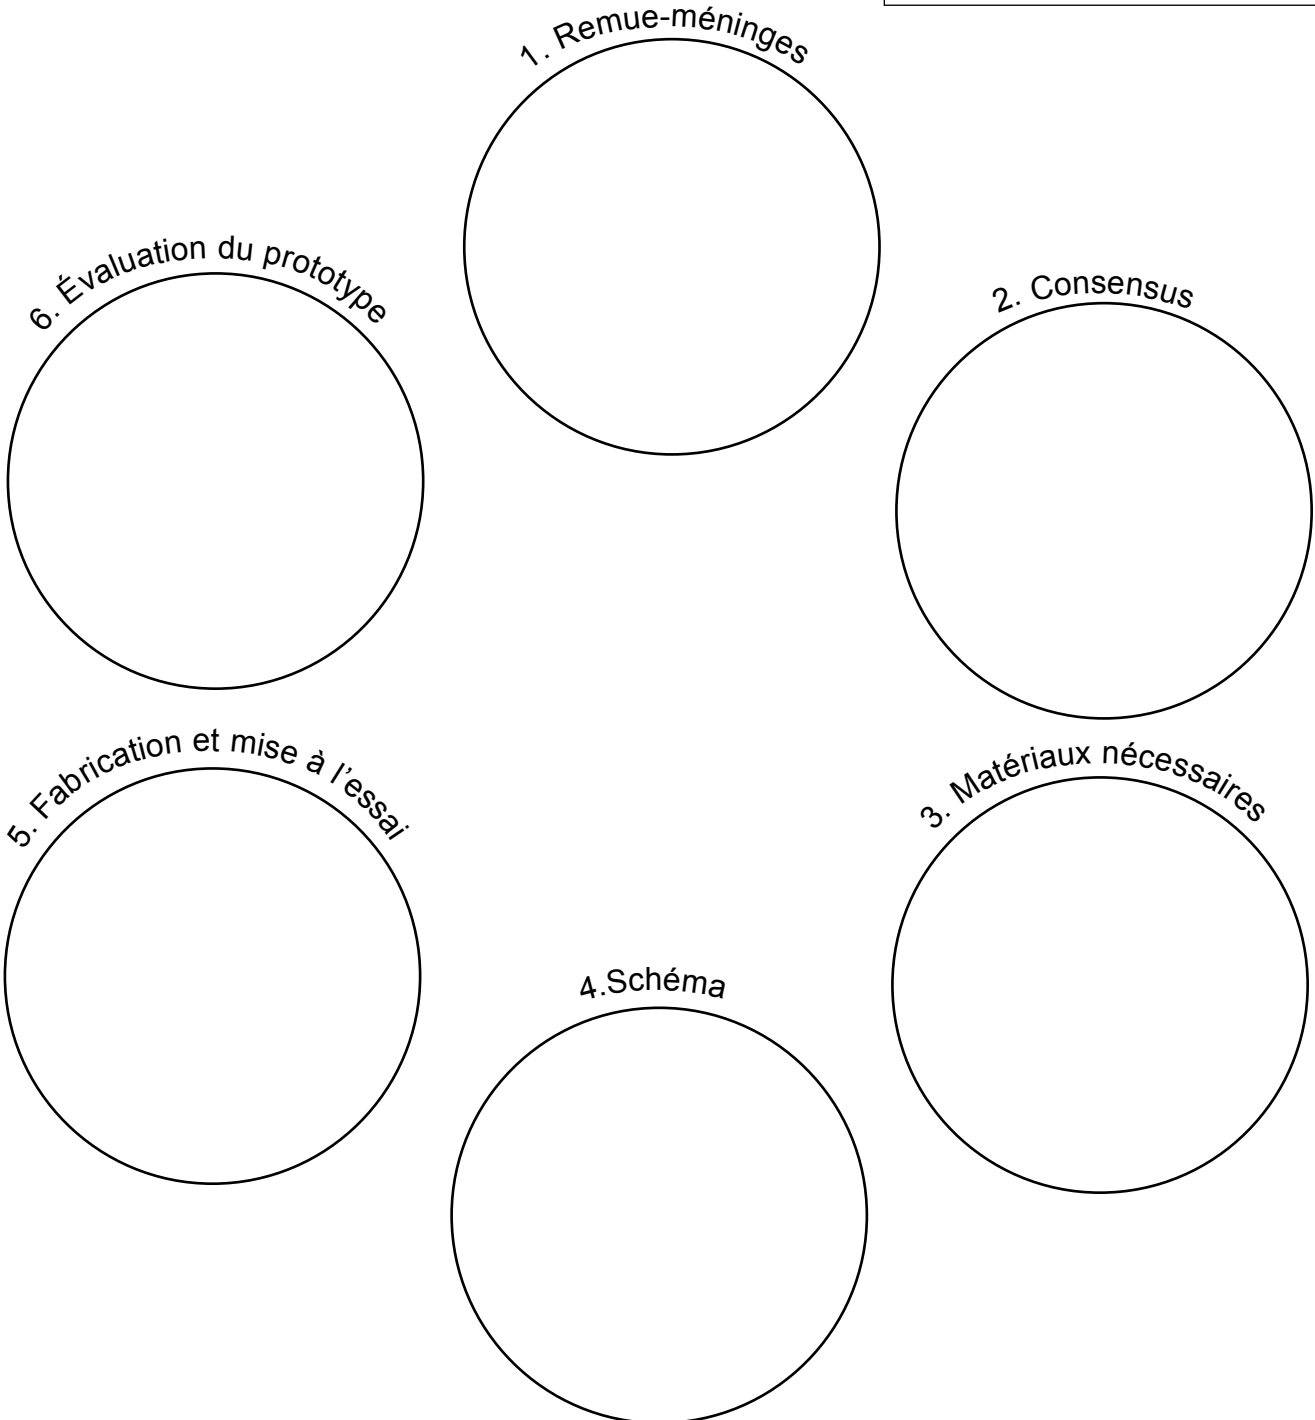 1. Remue-méninges
2. Consensus
3. Matériaux nécessaires
4.Schéma
5. Fabrication et mise à l'essai
6. Évaluation du prototype